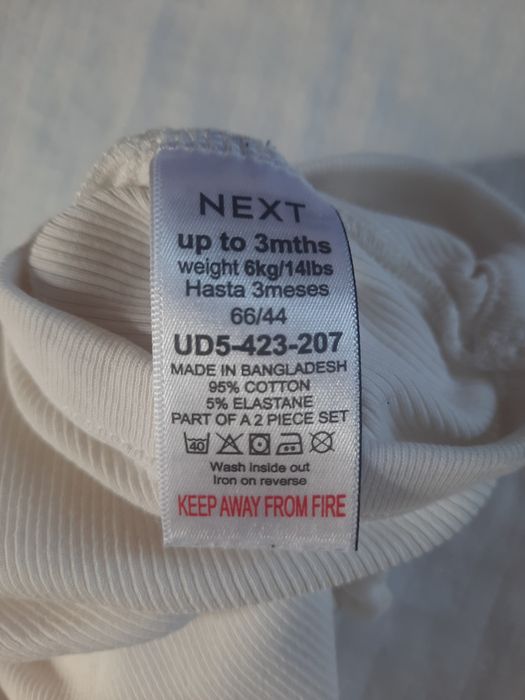 NEXT
up to 3mths
weight 6kg/14lbs
Hasta 3meses
66/44
UD5-423-207
MADE IN BANGLADESH
95% COTTON
5% ELASTANE
PART OF A 2 PIECE SET
40
Wash inside out
Iron on reverse
KEEP AWAY FROM FIRE